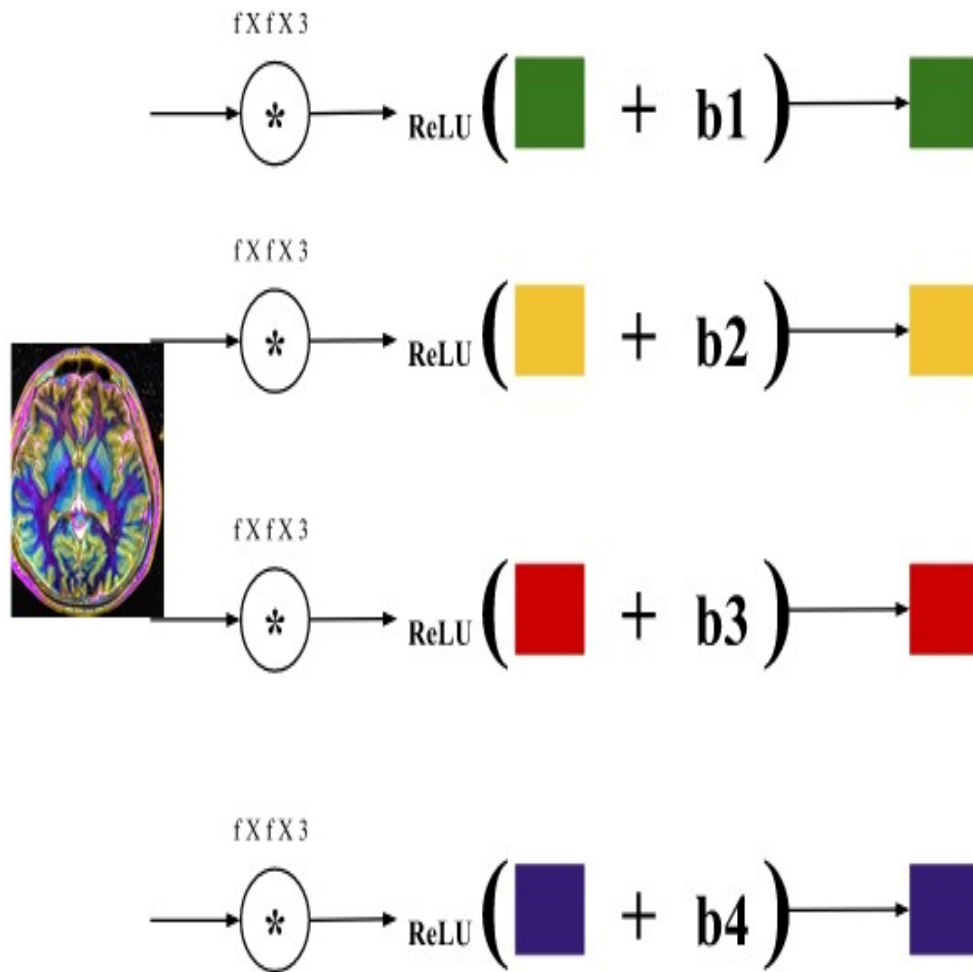 f X f X 3
* ReLU ( + b1 )
f X f X 3
* ReLU ( + b2 )
f X f X 3
* ReLU ( + b3 )
f X f X 3
* ReLU ( + b4 )